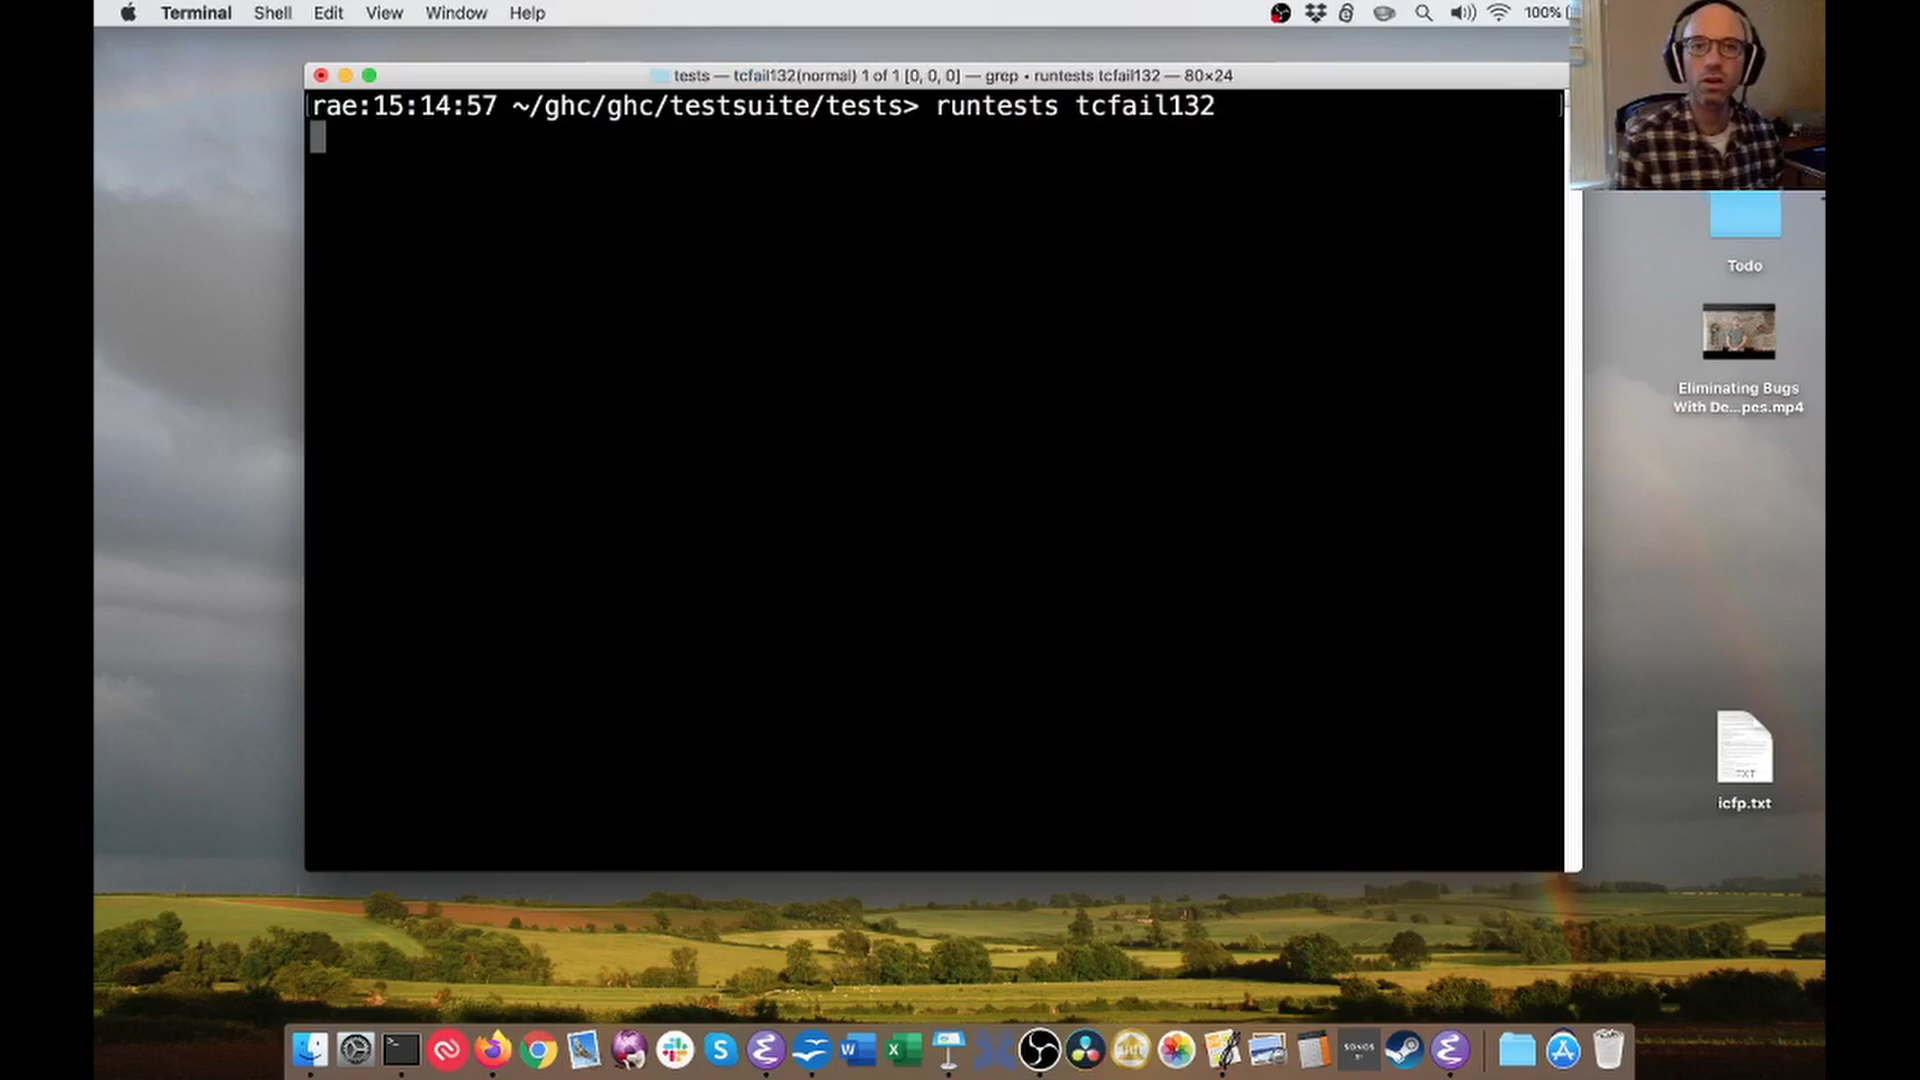 Terminal Shell Edit View Window Help
100%
tests — tcfail132(normal) 1 of 1 [0, 0, 0] — grep • runtests tcfail132 — 80×24
rae:15:14:57 ~/ghc/ghc/testsuite/tests> runtests tcfail132
Todo
Eliminating Bugs
With De...pes.mp4
TXT
icfp.txt
SONOS